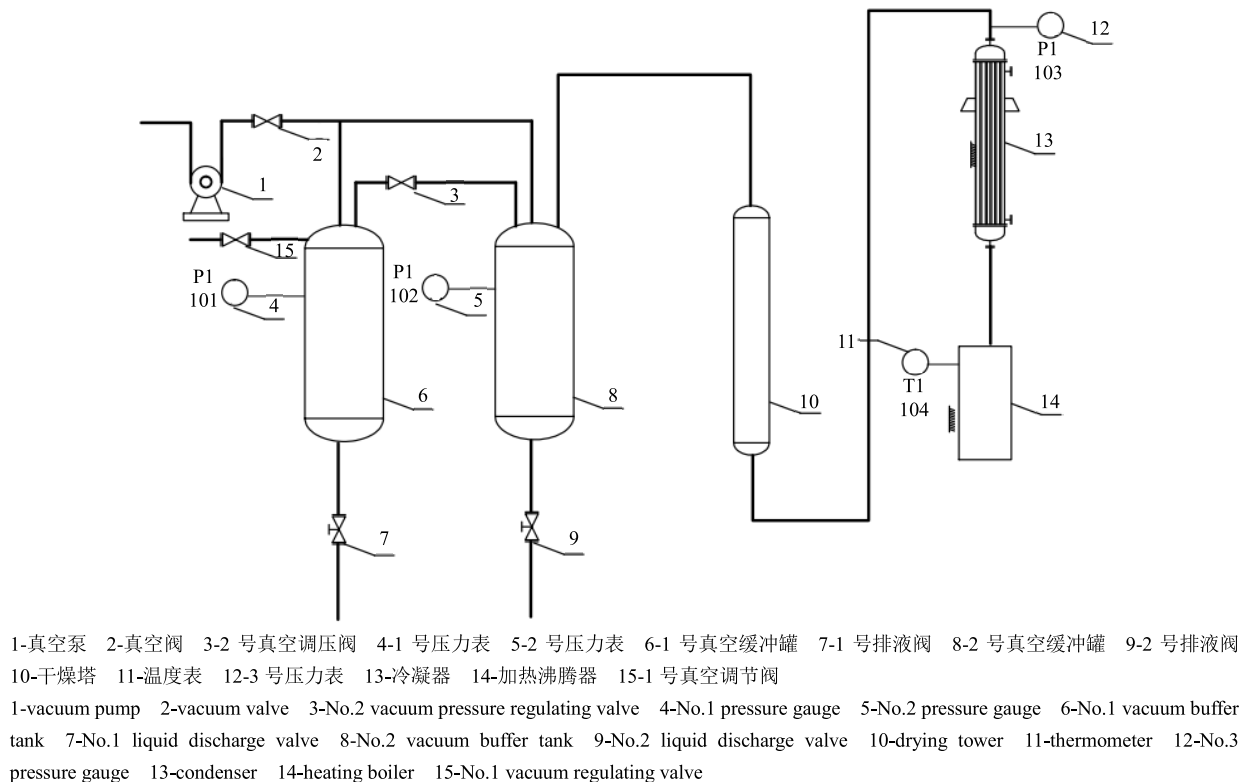 P1
103
12
2
1
3
13
15
P1
101
4
P1
102
5
11
T1
104
6
8
10
14
7
9
1-真空泵 2-真空阀 3-2 号真空调压阀 4-1 号压力表 5-2 号压力表 6-1 号真空缓冲罐 7-1 号排液阀 8-2 号真空缓冲罐 9-2 号排液阀
10-干燥塔 11-温度表 12-3 号压力表 13-冷凝器 14-加热沸腾器 15-1 号真空调节阀
1-vacuum pump 2-vacuum valve 3-No.2 vacuum pressure regulating valve 4-No.1 pressure gauge 5-No.2 pressure gauge 6-No.1 vacuum buffer
tank 7-No.1 liquid discharge valve 8-No.2 vacuum buffer tank 9-No.2 liquid discharge valve 10-drying tower 11-thermometer 12-No.3
pressure gauge 13-condenser 14-heating boiler 15-No.1 vacuum regulating valve